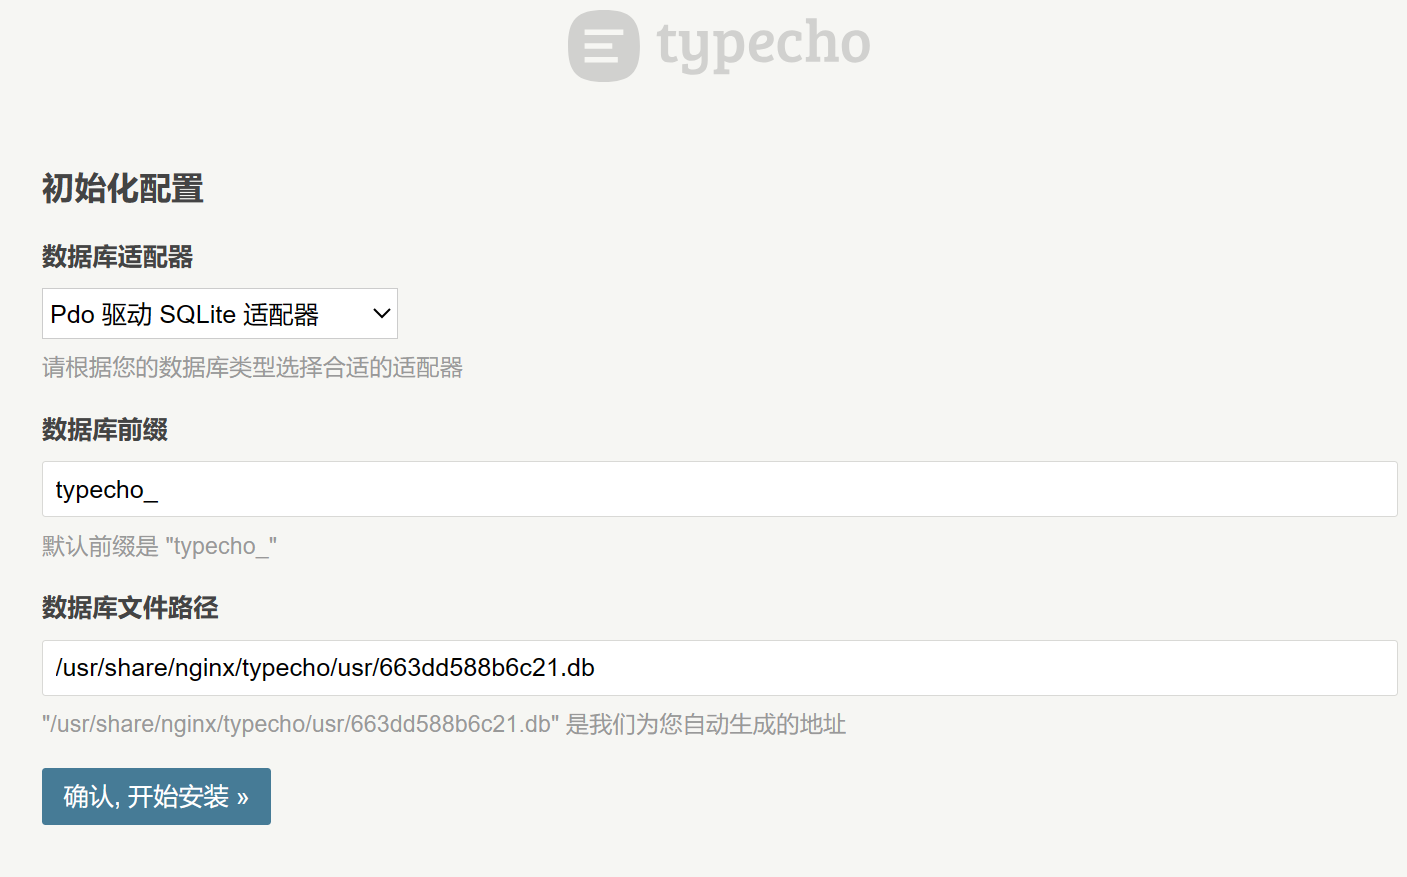 typecho
初始化配置
数据库适配器
Pdo 驱动 SQLite 适配器
请根据您的数据库类型选择合适的适配器
数据库前缀
typecho_
默认前缀是 "typecho_"
数据库文件路径
/usr/share/nginx/typecho/usr/663dd588b6c21.db
"/usr/share/nginx/typecho/usr/663dd588b6c21.db" 是我们为您自动生成的地址
确认, 开始安装 »